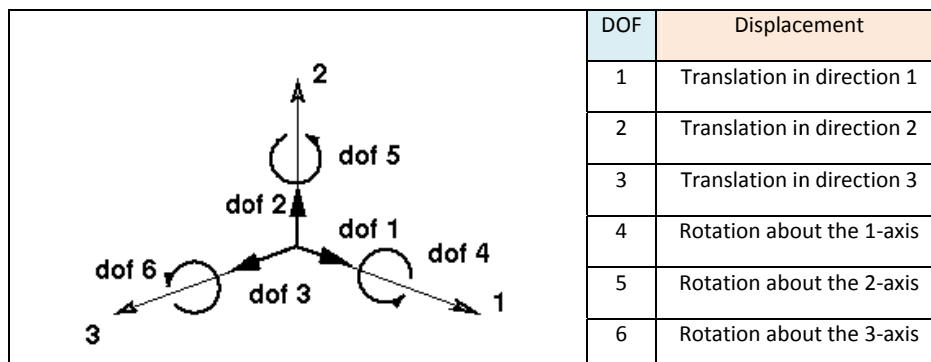 2
dof 5
dof 2
dof 1
dof 4
dof 6
dof 3
1
3
DOF Displacement
1 Translation in direction 1
2 Translation in direction 2
3 Translation in direction 3
4 Rotation about the 1-axis
5 Rotation about the 2-axis
6 Rotation about the 3-axis